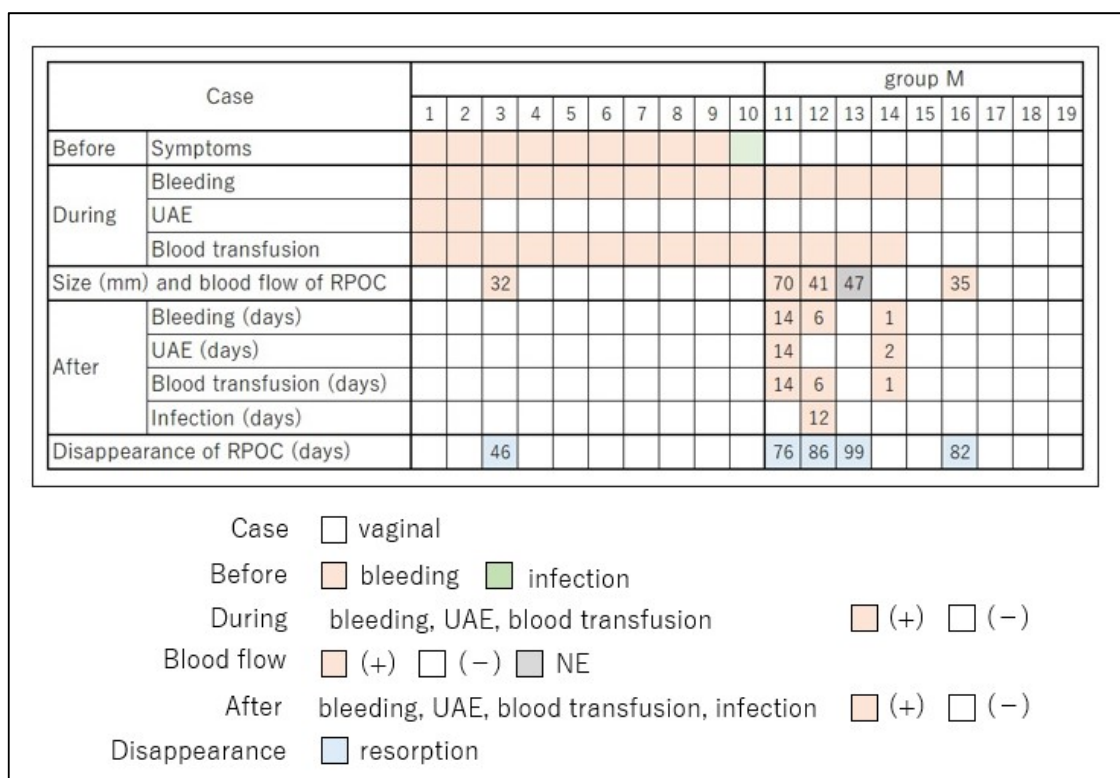 Case group M
1 2 3 4 5 6 7 8 9 10 11 12 13 14 15 16 17 18 19
Before Symptoms
During Bleeding
UAE
Blood transfusion
Size (mm) and blood flow of RPOC 32 70 41 47 35
After Bleeding (days) 14 6 1
UAE (days) 14 2
Blood transfusion (days) 14 6 1
Infection (days) 12
Disappearance of RPOC (days) 46 76 86 99 82
Case vaginal
Before bleeding infection
During bleeding, UAE, blood transfusion (+) (−)
Blood flow (+) (−) NE
After bleeding, UAE, blood transfusion, infection (+) (−)
Disappearance resorption